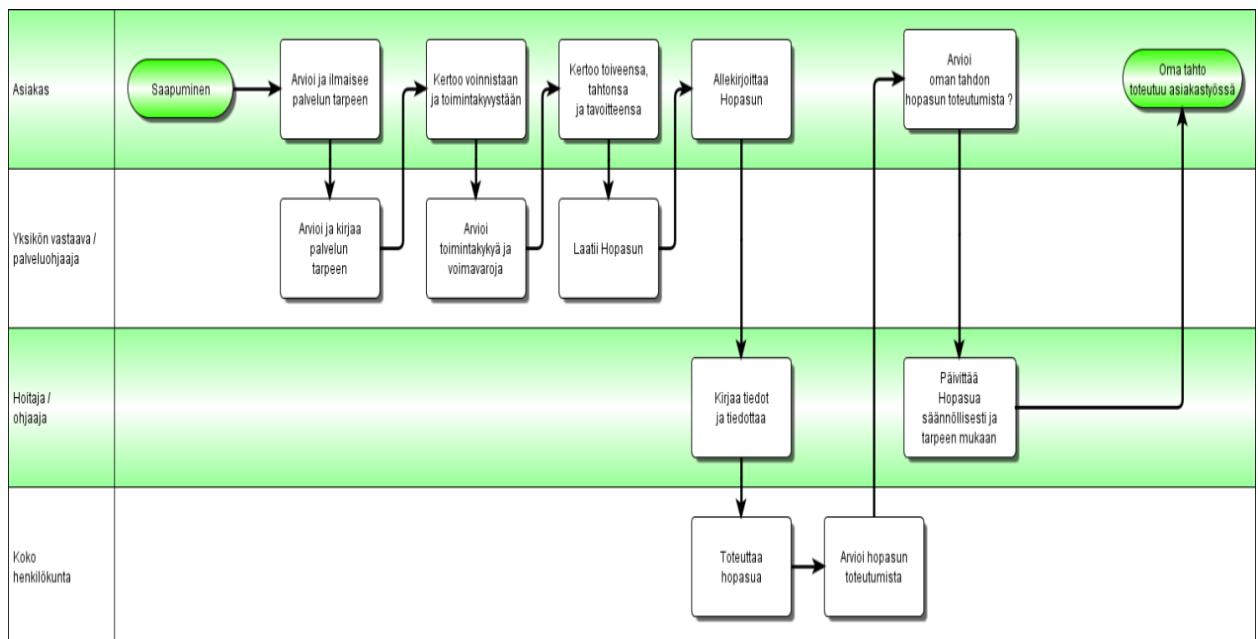 Asiakas
Saapuminen
Arvioi ja ilmaisee
palvelun tarpeen
Kertoo voinnistaan
ja toimintakyvystään
Kertoo toiveensa,
tahtonsa
ja tavoitteensa
Allekirjoittaa
Hopasun
Arvioi
oman tahdon
hopasun toteutumista ?
Oma tahto
toteutuu asiakastyössä
Yksikön vastaava /
palveluohjaaja
Arvioi ja kirjaa
palvelun
tarpeen
Arvioi
toimintakykyä ja
voimavaroja
Laatii Hopasun
Hoitaja /
ohjaaja
Kirjaa tiedot
ja tiedottaa
Päivittää
Hopasua
säännöllisesti ja
tarpeen mukaan
Koko
henkilökunta
Toteuttaa
hopasua
Arvioi hopasun
toteutumista